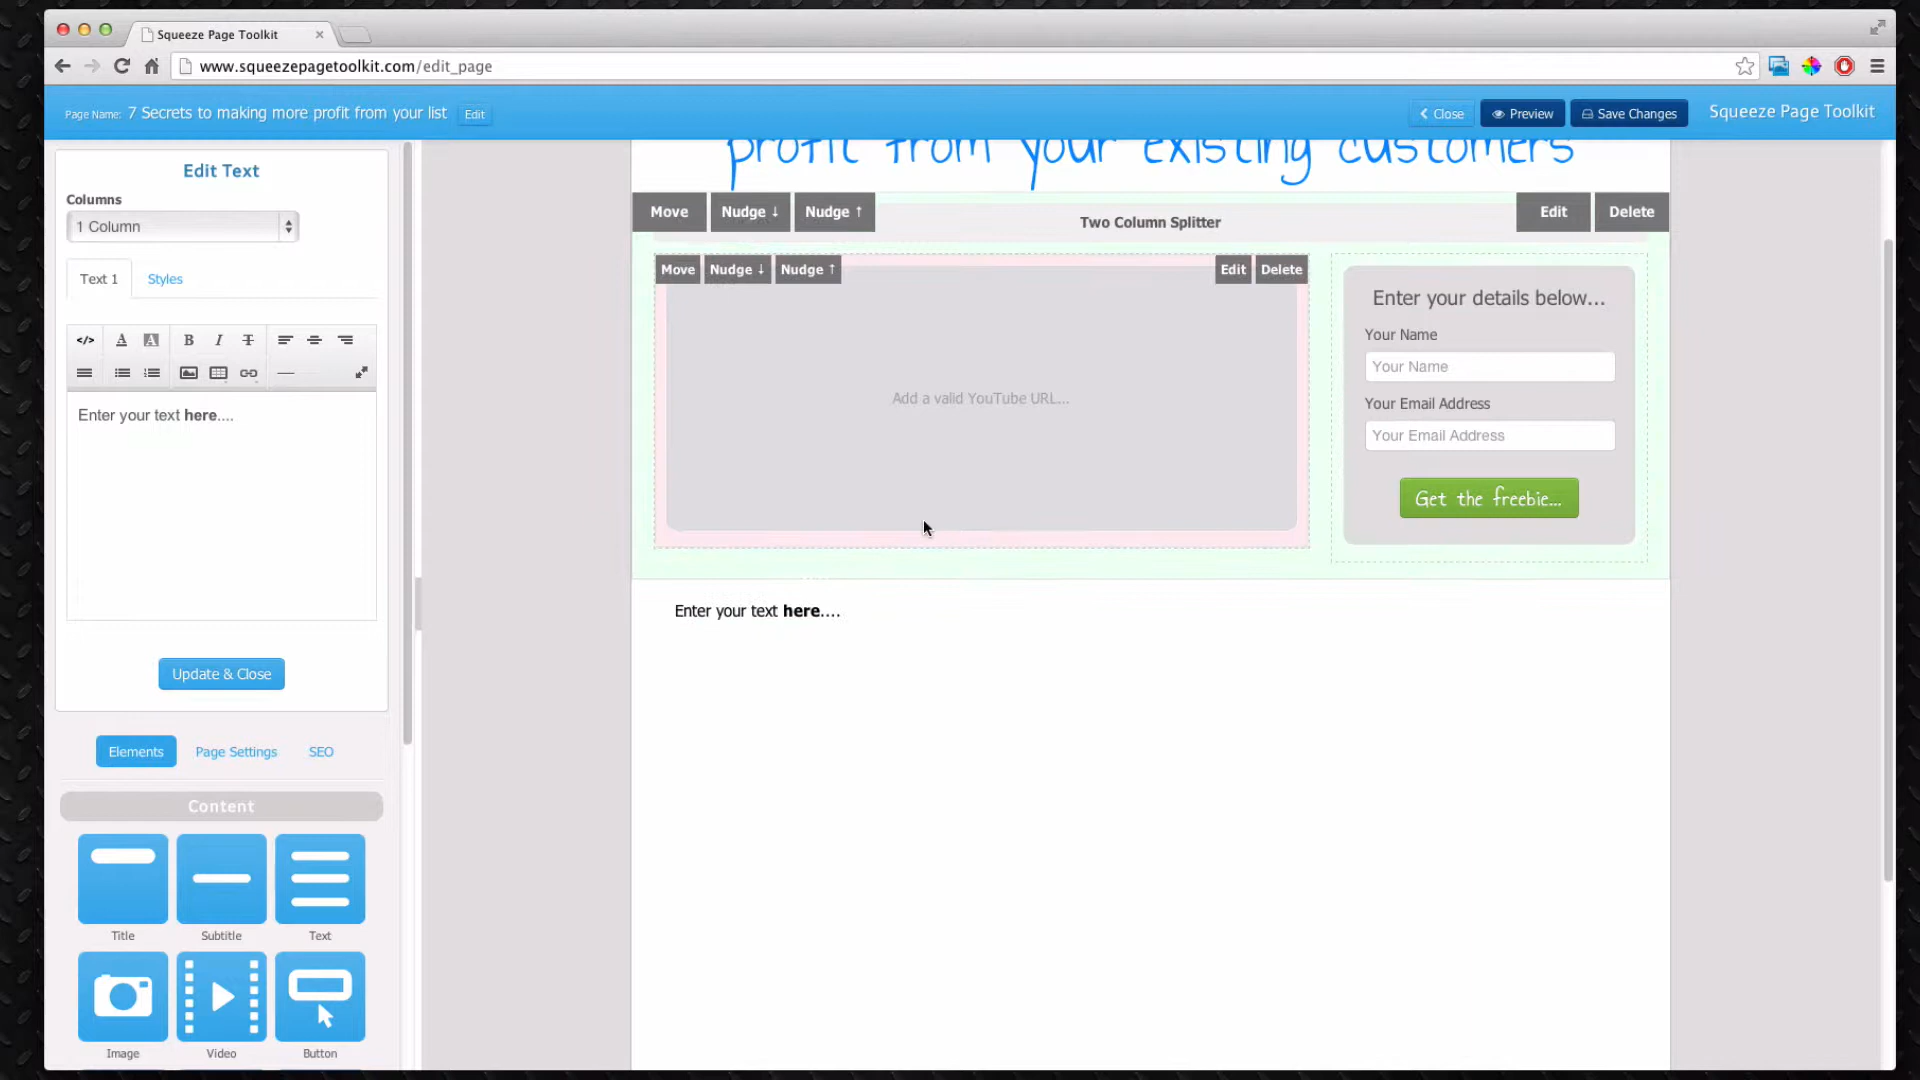 Squeeze Page Toolkit
www.squeezepagetoolkit.com/edit_page
Page Name: 7 Secrets to making more profit from your list Edit
Close Preview Save Changes Squeeze Page Toolkit
profit from your existing customers
Edit Text
Columns
1 Column
Text 1 Styles
B I T
Enter your text here....
Update & Close
Elements Page Settings SEO
Content
Title Subtitle Text
Image Video Button
Move Nudge ↓ Nudge ↑ Two Column Splitter Edit Delete
Move Nudge ↓ Nudge ↑ Edit Delete
Add a valid YouTube URL...
Enter your details below...
Your Name
Your Name
Your Email Address
Your Email Address
Get the freebie...
Enter your text here....